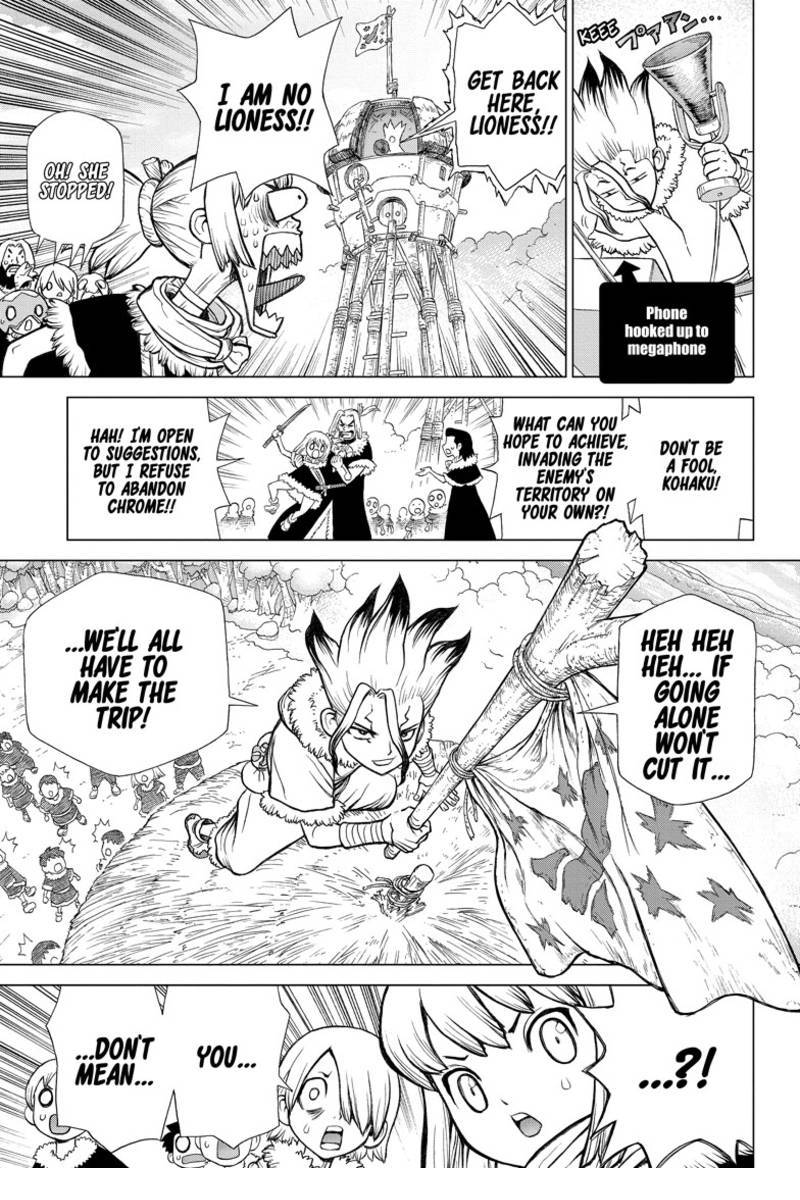 KEEE
プァアン…
Phone
hooked up to
megaphone
GET BACK
HERE,
LIONESS!!
I AM NO
LIONESS!!
OH! SHE
STOPPED!
DON'T BE
A FOOL,
KOHAKU!
WHAT CAN YOU
HOPE TO ACHIEVE,
INVADING THE
ENEMY'S
TERRITORY ON
YOUR OWN?!
HAH! I'M OPEN
TO SUGGESTIONS,
BUT I REFUSE
TO ABANDON
CHROME!!
HEH HEH
HEH... IF
GOING
ALONE
WON'T
CUT IT...
...WE'LL ALL
HAVE TO
MAKE THE
TRIP!
...?!
YOU...
...DON'T
MEAN...